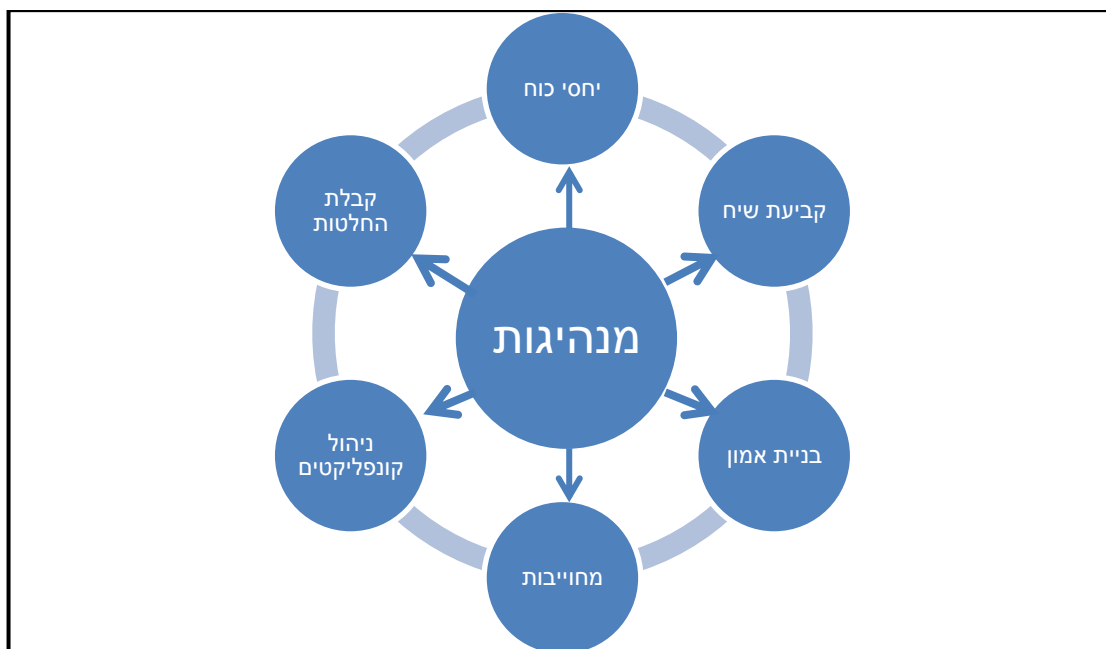 יחסי כוח
קביעת שיח
בניית אמון
מחוייבות
ניהול
קונפליקטים
קבלת
החלטות
מנהיגות